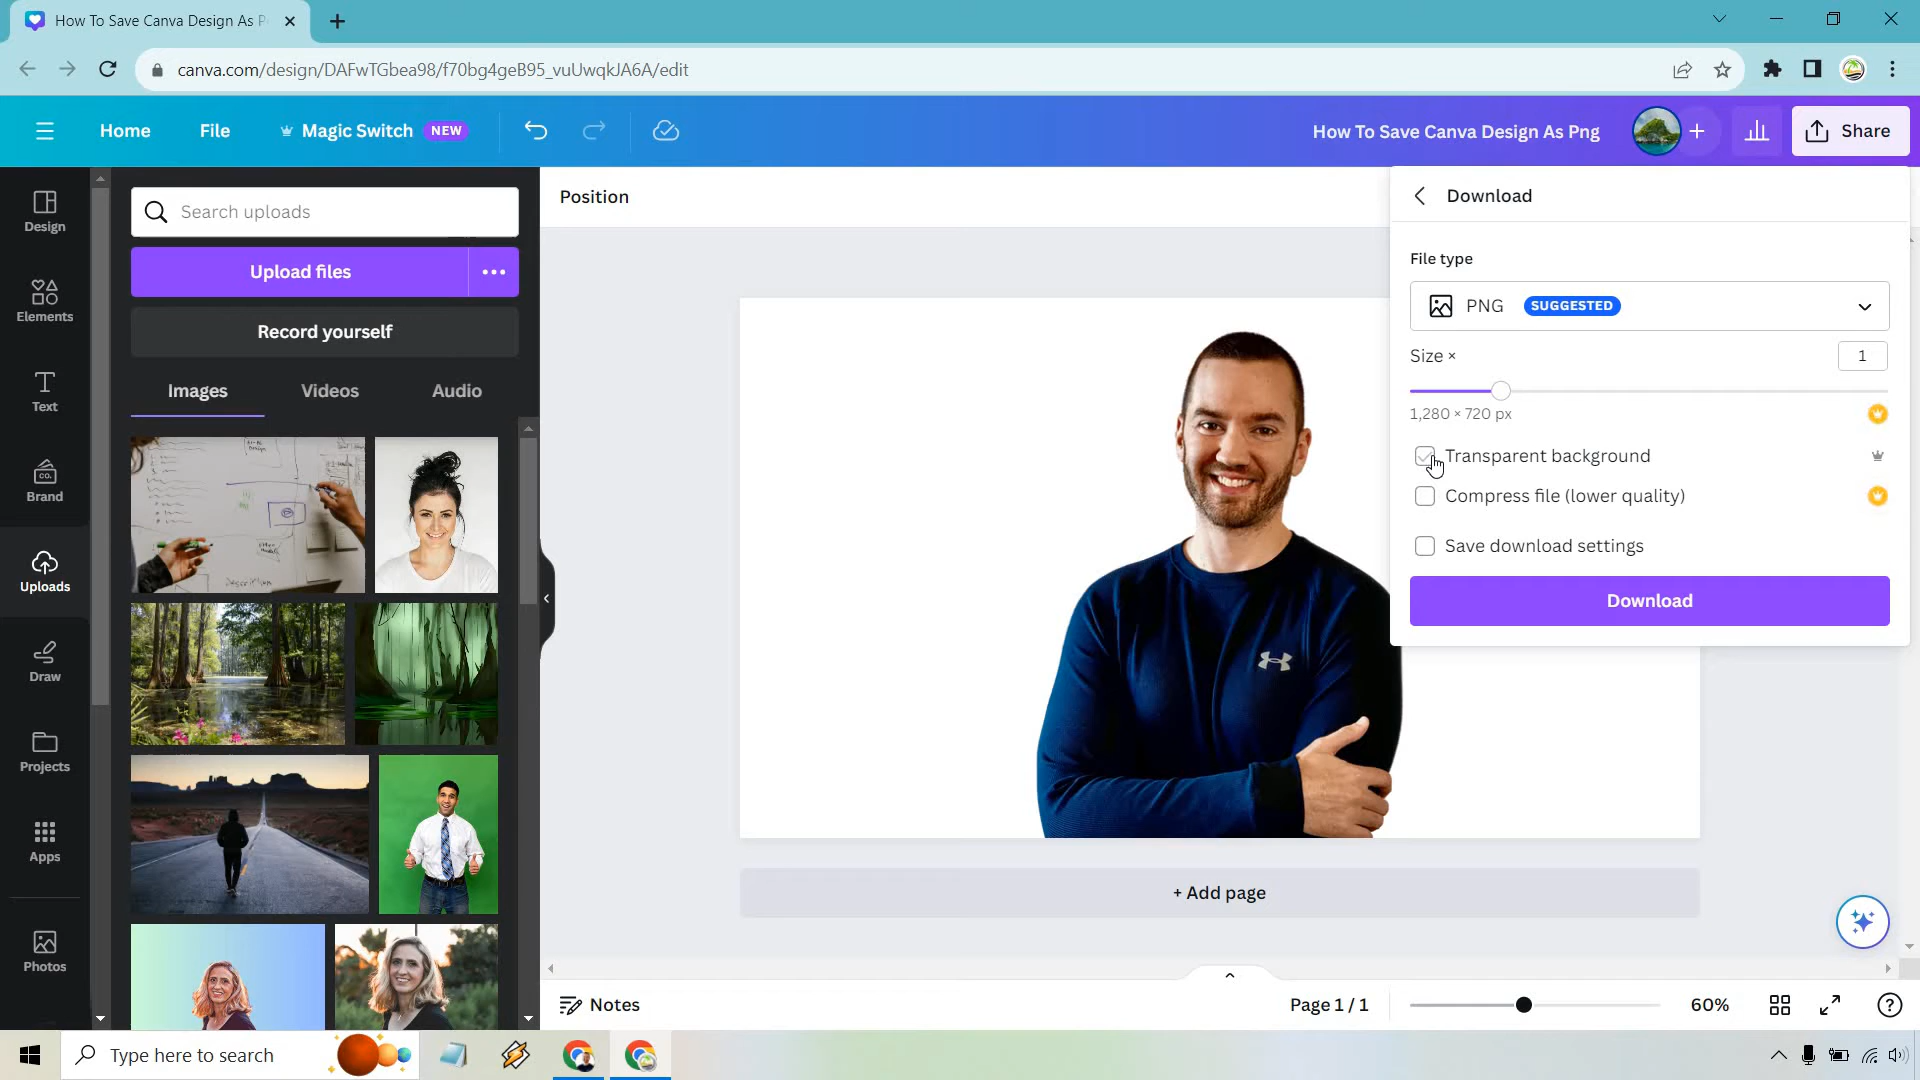 How To Save Canva Design As P
canva.com/design/DAFwTGbea98/f70bg4geB95_vuUwqkJA6A/edit
Home
File
Magic Switch
NEW
How To Save Canva Design As Png
Share
Design
Elements
Text
CO.
Brand
Uploads
Draw
Projects
Apps
Photos
Search uploads
Upload files
Record yourself
Images
Videos
Audio
Position
Download
File type
PNG
SUGGESTED
Size ×
1
1,280 × 720 px
Transparent background
Compress file (lower quality)
Save download settings
Download
+ Add page
Notes
Page 1 / 1
60%
Type here to search